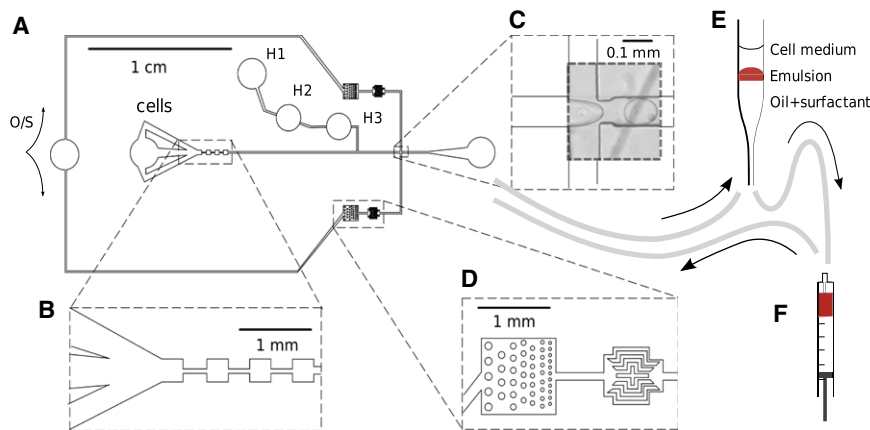 A
1 cm
H1
H2
H3
cells
O/S
B
1 mm
C
0.1 mm
D
1 mm
E
Cell medium
Emulsion
Oil+surfactant
F